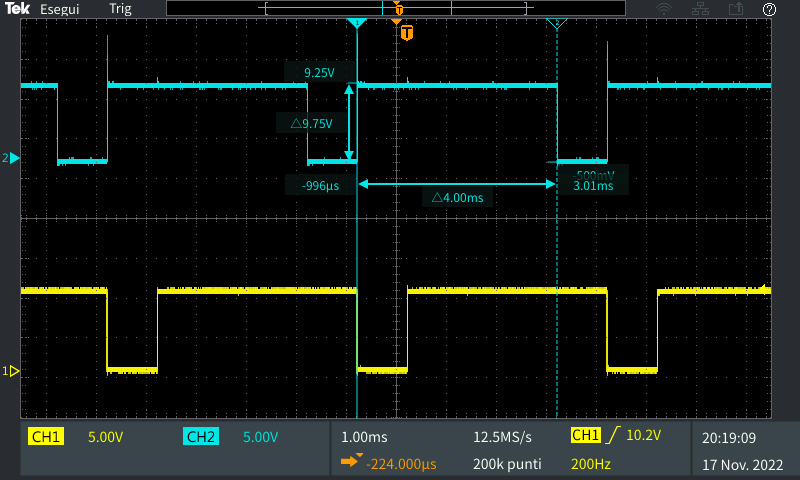 Tek Esegui Trig
1 2
T
T
9.25V
△9.75V
2
-500mV
-996µs 3.01ms
△4.00ms
1
CH1 5.00V CH2 5.00V 1.00ms 12.5MS/s CH1 10.2V 20:19:09
-224.000µs 200k punti 200Hz 17 Nov. 2022